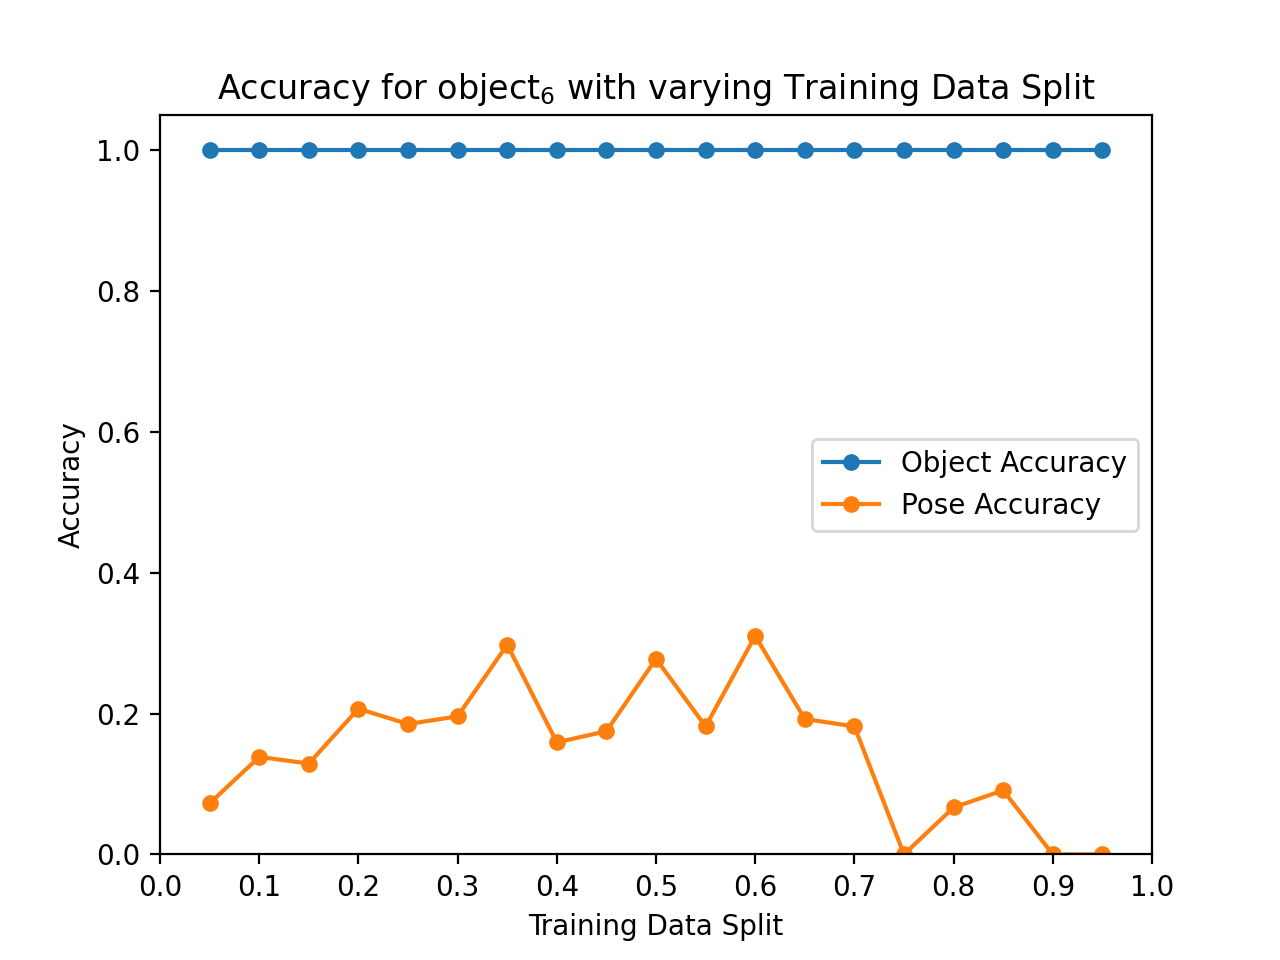 Accuracy for object₆ with varying Training Data Split
1.0
0.8
0.6
0.4
0.2
0.0
Accuracy
Object Accuracy
Pose Accuracy
0.0 0.1 0.2 0.3 0.4 0.5 0.6 0.7 0.8 0.9 1.0
Training Data Split